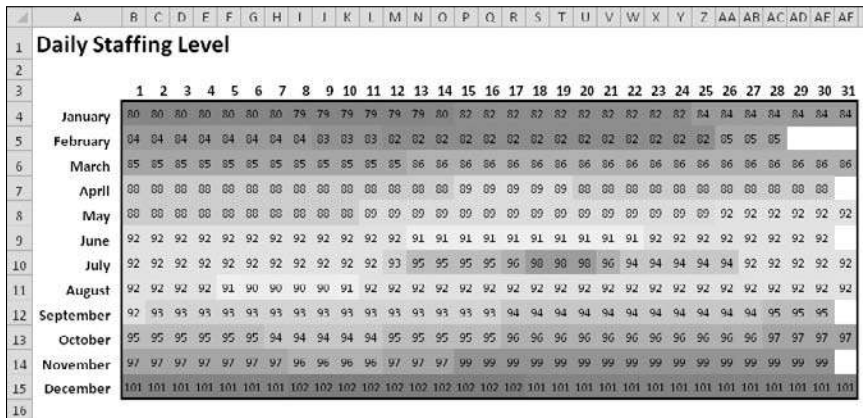 A B C D E F G H I J K L M N O P Q R S T U V W X Y Z AA AB AC AD AE AF
1 Daily Staffing Level
2
3 1 2 3 4 5 6 7 8 9 10 11 12 13 14 15 16 17 18 19 20 21 22 23 24 25 26 27 28 29 30 31
4 January 80 80 80 80 80 80 80 79 79 79 79 79 79 80 82 82 82 82 82 82 82 82 82 82 84 84 84 84 84 84 84
5 February 84 84 84 84 84 84 84 84 83 83 83 82 82 82 82 82 82 82 82 82 82 82 82 82 82 85 85 85
6 March 85 85 85 85 85 85 85 85 85 85 85 85 86 86 86 86 86 86 86 86 86 86 86 86 86 86 86 86 86 86 86
7 April 88 88 88 88 88 88 88 88 88 88 88 88 88 88 89 89 89 89 89 88 88 88 88 88 88 88 88 88 88 88
8 May 88 88 88 88 88 88 88 88 88 88 89 89 89 89 89 89 89 89 89 89 89 89 89 89 89 92 92 92 92 92 92
9 June 92 92 92 92 92 92 92 92 92 92 92 92 91 91 91 91 91 91 91 91 91 91 92 92 92 92 92 92 92 92
10 July 92 92 92 92 92 92 92 92 92 92 92 93 95 95 95 95 96 98 98 98 96 94 94 94 94 94 92 92 92 92 92
11 August 92 92 92 92 91 90 90 90 90 91 92 92 92 92 92 92 92 92 92 92 92 92 92 92 92 92 92 92 92 92 92
12 September 92 93 93 93 93 93 93 93 93 93 93 93 93 93 93 93 94 94 94 94 94 94 94 94 94 94 94 95 95 95
13 October 95 95 95 95 95 95 94 94 94 94 94 95 95 95 95 95 96 96 96 96 96 96 96 96 96 96 96 97 97 97 97
14 November 97 97 97 97 97 97 97 96 96 96 96 97 97 97 99 99 99 99 99 99 99 99 99 99 99 99 99 99 99 99
15 December 101 101 101 101 101 101 101 102 102 102 102 102 102 102 102 102 102 101 101 101 101 101 101 101 101 101 101 101 101 101 101
16